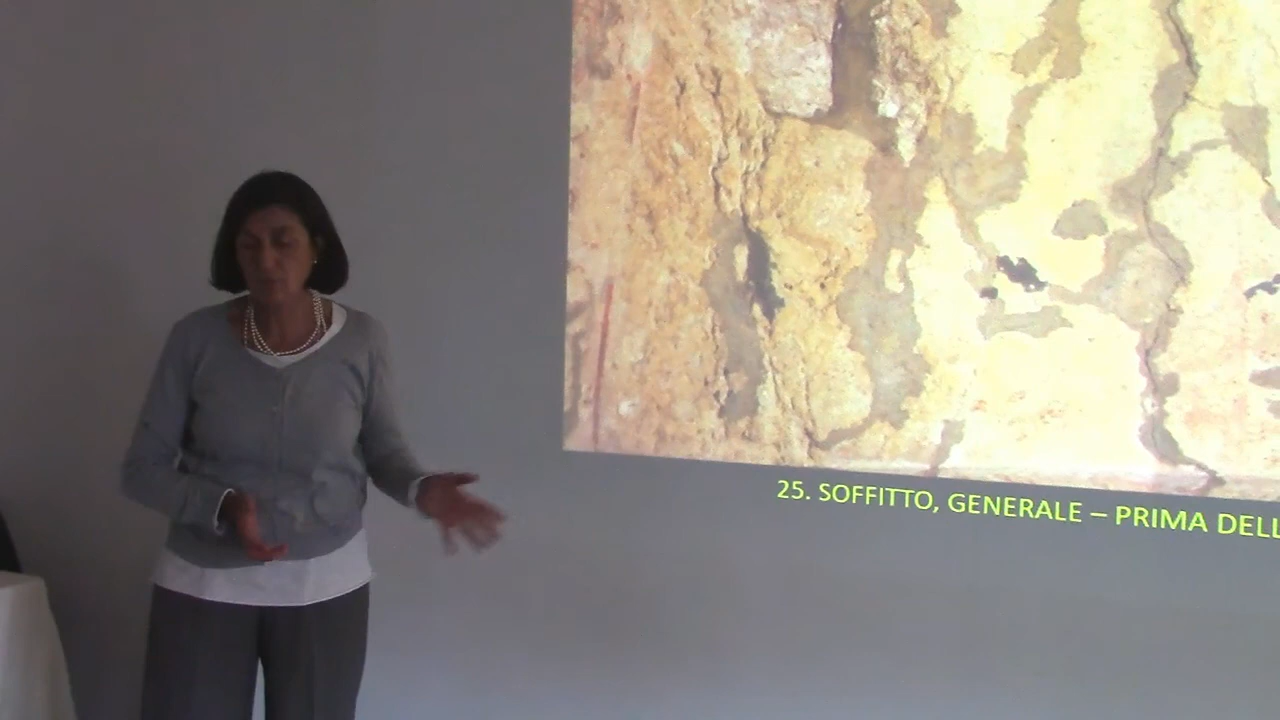 25. SOFFITTO, GENERALE – PRIMA DELL